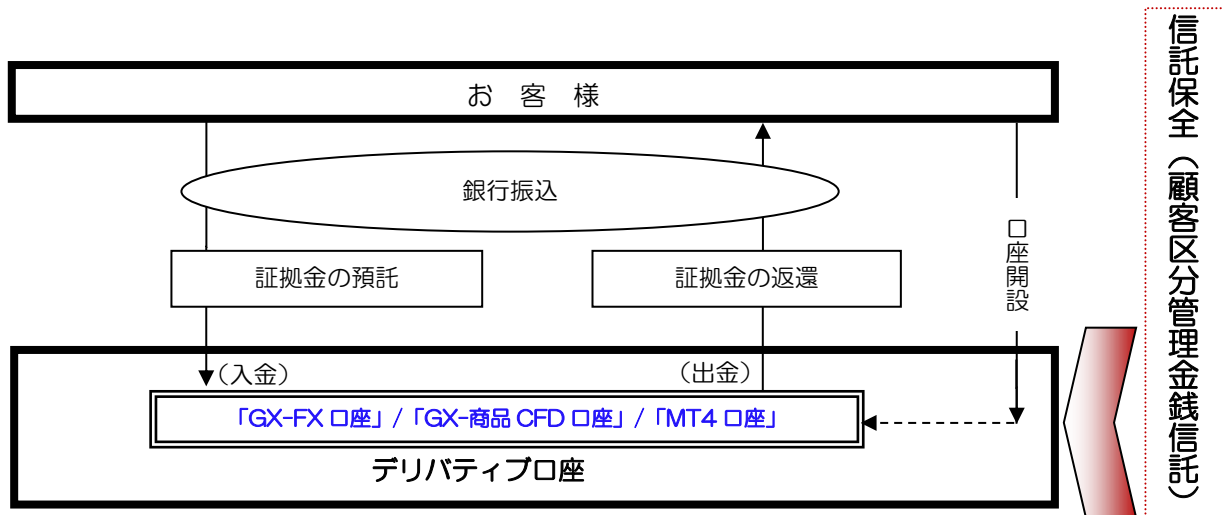 お 客 様
銀行振込
証拠金の預託
証拠金の返還
口座開設
（入金）
（出金）
「GX-FX 口座」/「GX-商品 CFD 口座」/「MT4 口座」
デリバティブ口座
信託保全（顧客区分管理金銭信託）